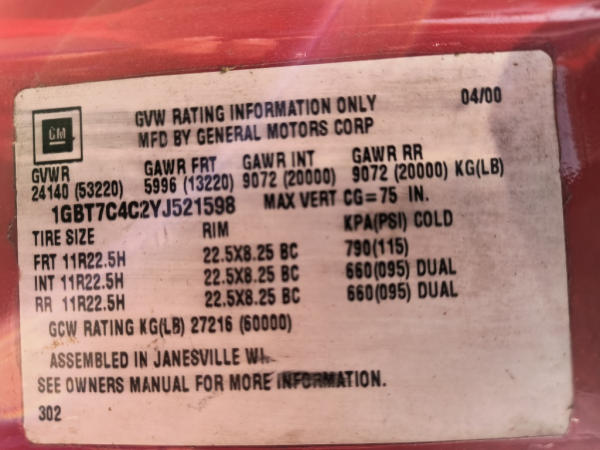 GVW RATING INFORMATION ONLY 04/00
GM MFD BY GENERAL MOTORS CORP
GVWR GAWR FRT GAWR INT GAWR RR
24140 (53220) 5996 (13220) 9072 (20000) 9072 (20000) KG(LB)
1GBT7C4C2YJ521598 MAX VERT CG=75 IN.
TIRE SIZE RIM KPA(PSI) COLD
FRT 11R22.5H 22.5X8.25 BC 790(115)
INT 11R22.5H 22.5X8.25 BC 660(095) DUAL
RR 11R22.5H 22.5X8.25 BC 660(095) DUAL
GCW RATING KG(LB) 27216 (60000)
ASSEMBLED IN JANESVILLE WI.
SEE OWNERS MANUAL FOR MORE INFORMATION.
302